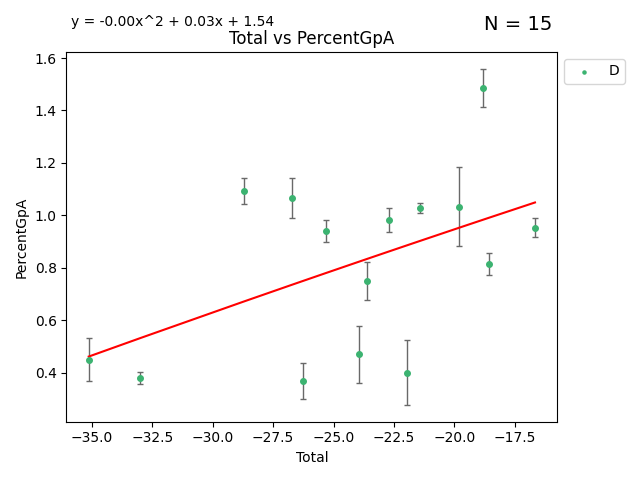 y = -0.00x^2 + 0.03x + 1.54
N = 15
Total vs PercentGpA
D
PercentGpA
1.6
1.4
1.2
1.0
0.8
0.6
0.4
−35.0 −32.5 −30.0 −27.5 −25.0 −22.5 −20.0 −17.5
Total